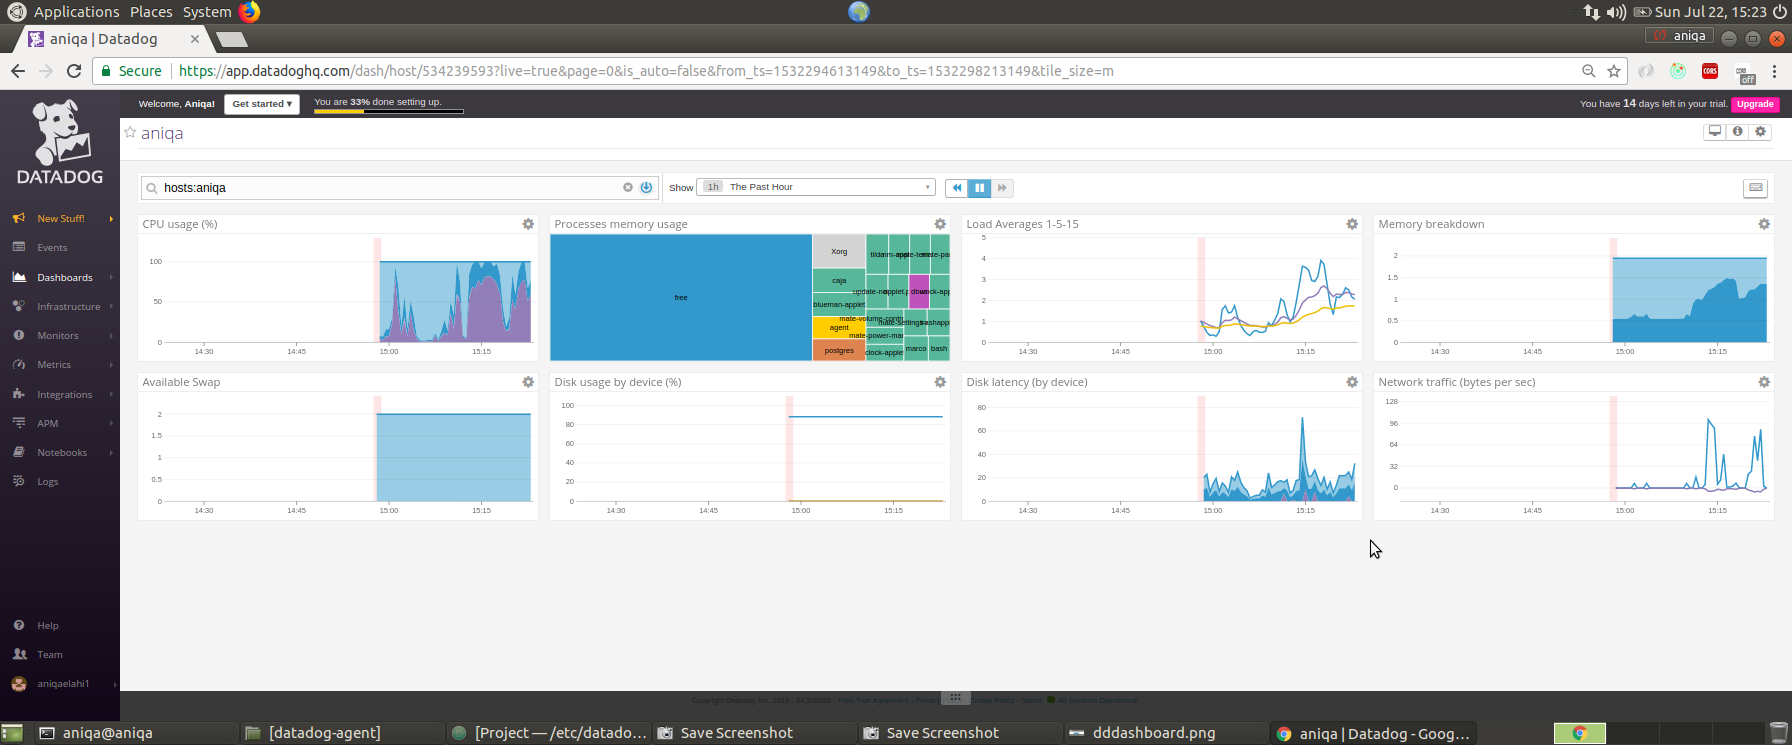 Applications Places System
Sun Jul 22, 15:23
aniqa | Datadog
aniqa
Secure https://app.datadoghq.com/dash/host/534239593?live=true&page=0&is_auto=false&from_ts=1532294613149&to_ts=1532298213149&tile_size=m
CORS
off
DATADOG
Welcome, Aniqa! Get started ▾ You are 33% done setting up.
You have 14 days left in your trial. Upgrade
aniqa
hosts:aniqa
Show 1h The Past Hour
New Stuff!
Events
Dashboards
Infrastructure
Monitors
Metrics
Integrations
APM
Notebooks
Logs
Help
Team
aniqaelahi1
CPU usage (%)
100
50
0
14:30 14:45 15:00 15:15
Processes memory usage
free
Xorg
caja
blueman-applet
agent
postgres
mate-volume-contr
mate-power-man
clock-apple
marco
bash
Load Averages 1-5-15
5
4
3
2
1
0
14:30 14:45 15:00 15:15
Memory breakdown
2
1.5
1
0.5
0
14:30 14:45 15:00 15:15
Available Swap
2
1.5
1
0.5
0
14:30 14:45 15:00 15:15
Disk usage by device (%)
100
80
60
40
20
0
14:30 14:45 15:00 15:15
Disk latency (by device)
80
60
40
20
0
14:30 14:45 15:00 15:15
Network traffic (bytes per sec)
128
96
64
32
0
14:30 14:45 15:00 15:15
aniqa@aniqa
[datadog-agent]
[Project — /etc/datado...
Save Screenshot
Save Screenshot
dddashboard.png
aniqa | Datadog - Goog...